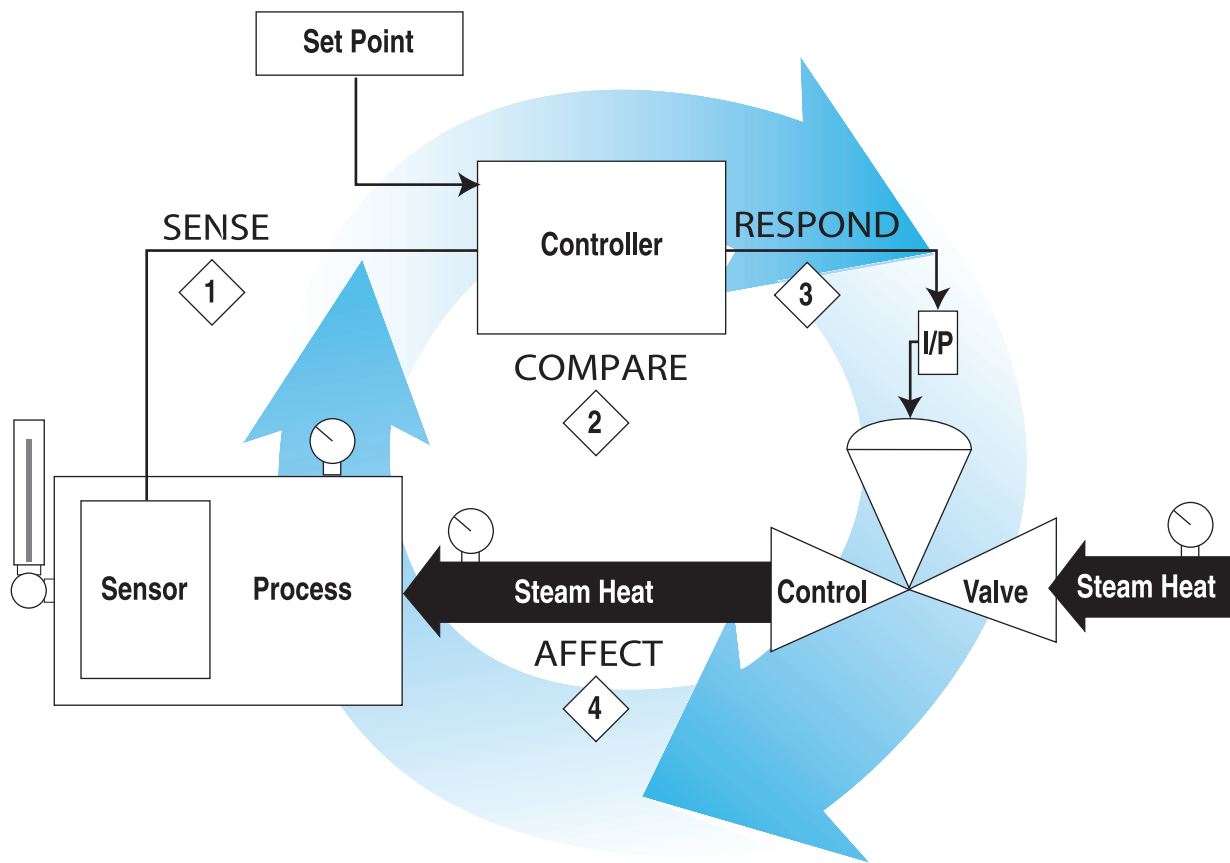 Set Point
SENSE
1
Controller
RESPOND
3
I/P
COMPARE
2
Sensor
Process
Steam Heat
Control
Valve
Steam Heat
AFFECT
4